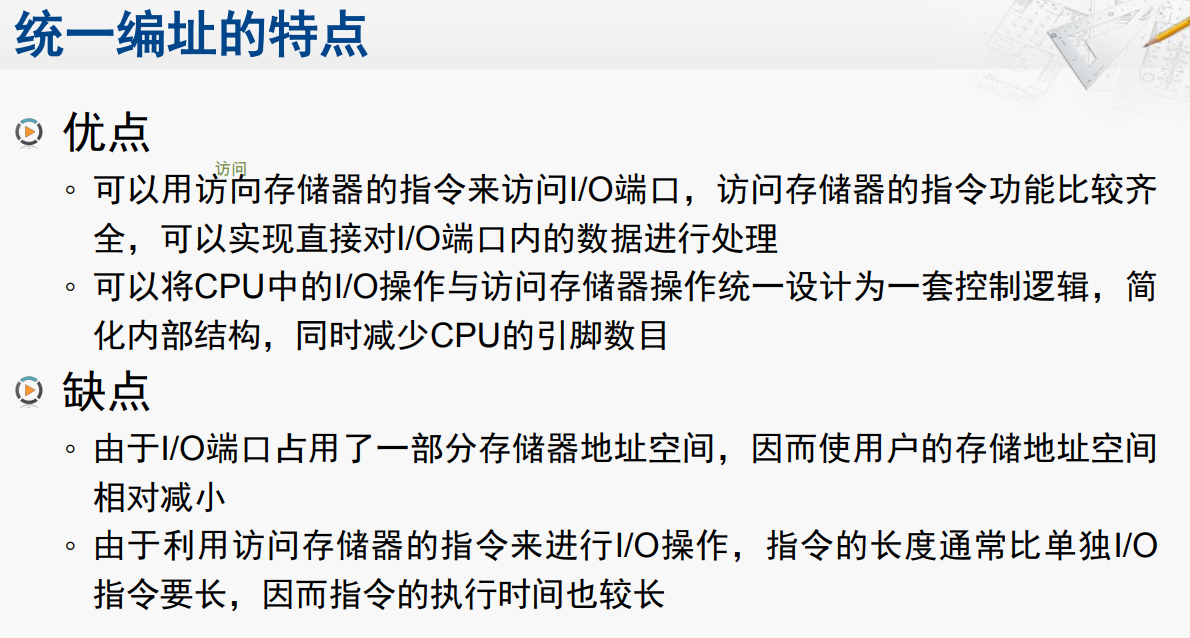 统一编址的特点
优点
访问
可以用访向存储器的指令来访问I/O端口，访问存储器的指令功能比较齐
全，可以实现直接对I/O端口内的数据进行处理
可以将CPU中的I/O操作与访问存储器操作统一设计为一套控制逻辑，简
化内部结构，同时减少CPU的引脚数目
缺点
由于I/O端口占用了一部分存储器地址空间，因而使用户的存储地址空间
相对减小
由于利用访问存储器的指令来进行I/O操作，指令的长度通常比单独I/O
指令要长，因而指令的执行时间也较长